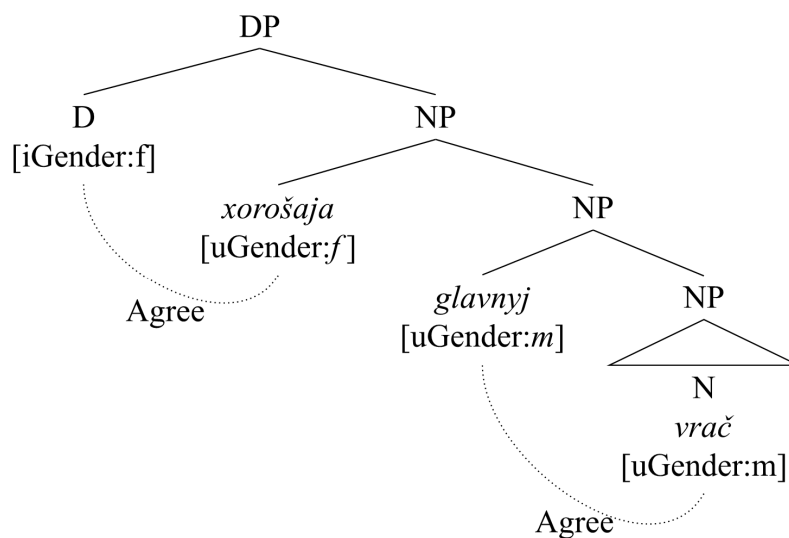 DP
D NP
[iGender:f]
xorošaja NP
[uGender:f]
Agree glavnyj NP
[uGender:m]
N
vrač
[uGender:m]
Agree